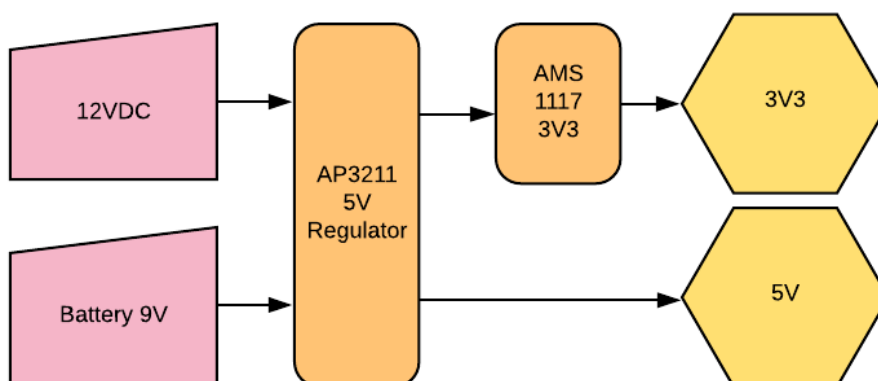 12VDC
AP3211
5V
Regulator
AMS
1117
3V3
3V3
Battery 9V
5V